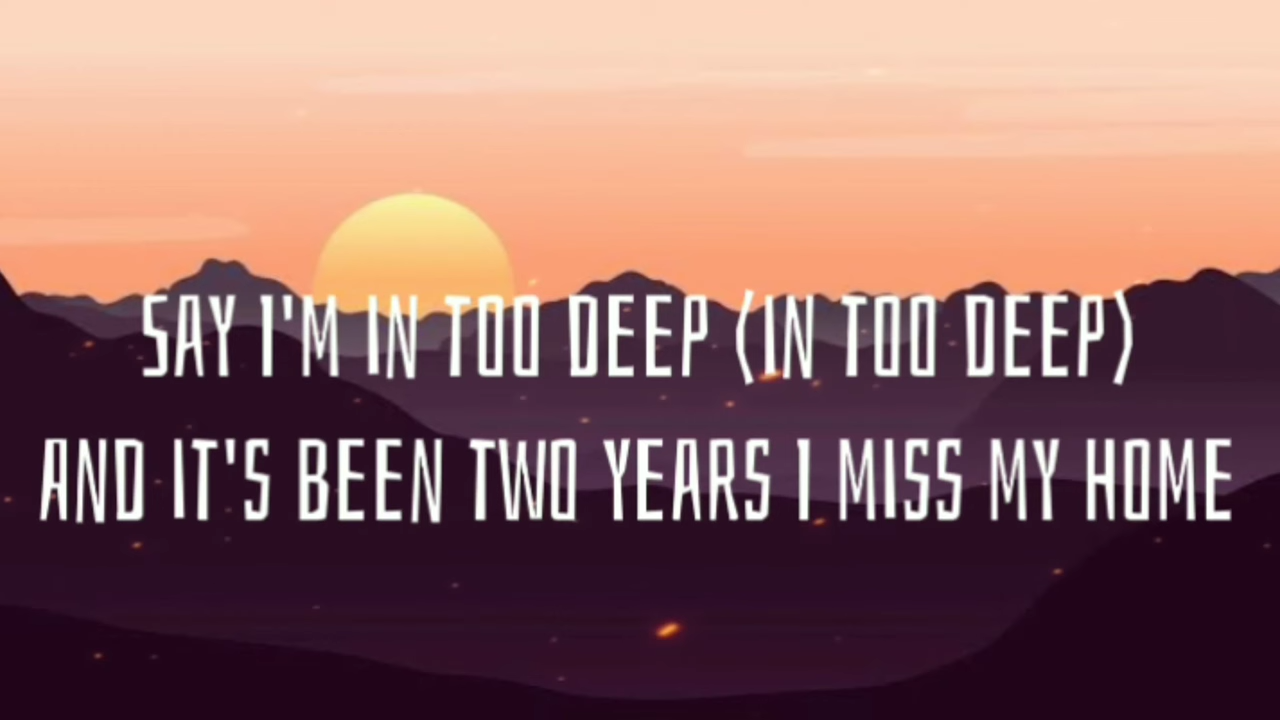 SAY I'M IN TOO DEEP (IN TOO DEEP)
AND IT'S BEEN TWO YEARS I MISS MY HOME